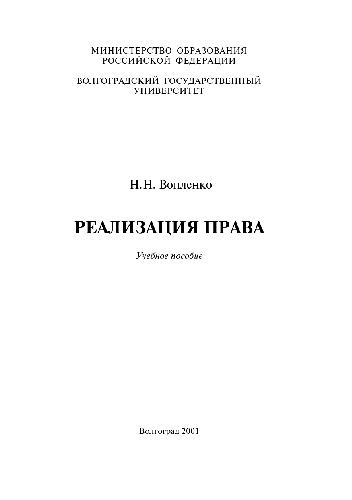 МИНИСТЕРСТВО ОБРАЗОВАНИЯ
РОССИЙСКОЙ ФЕДЕРАЦИИ
ВОЛГОГРАДСКИЙ ГОСУДАРСТВЕННЫЙ
УНИВЕРСИТЕТ
Н.Н. Вопленко
РЕАЛИЗАЦИЯ ПРАВА
Учебное пособие
Волгоград 2001